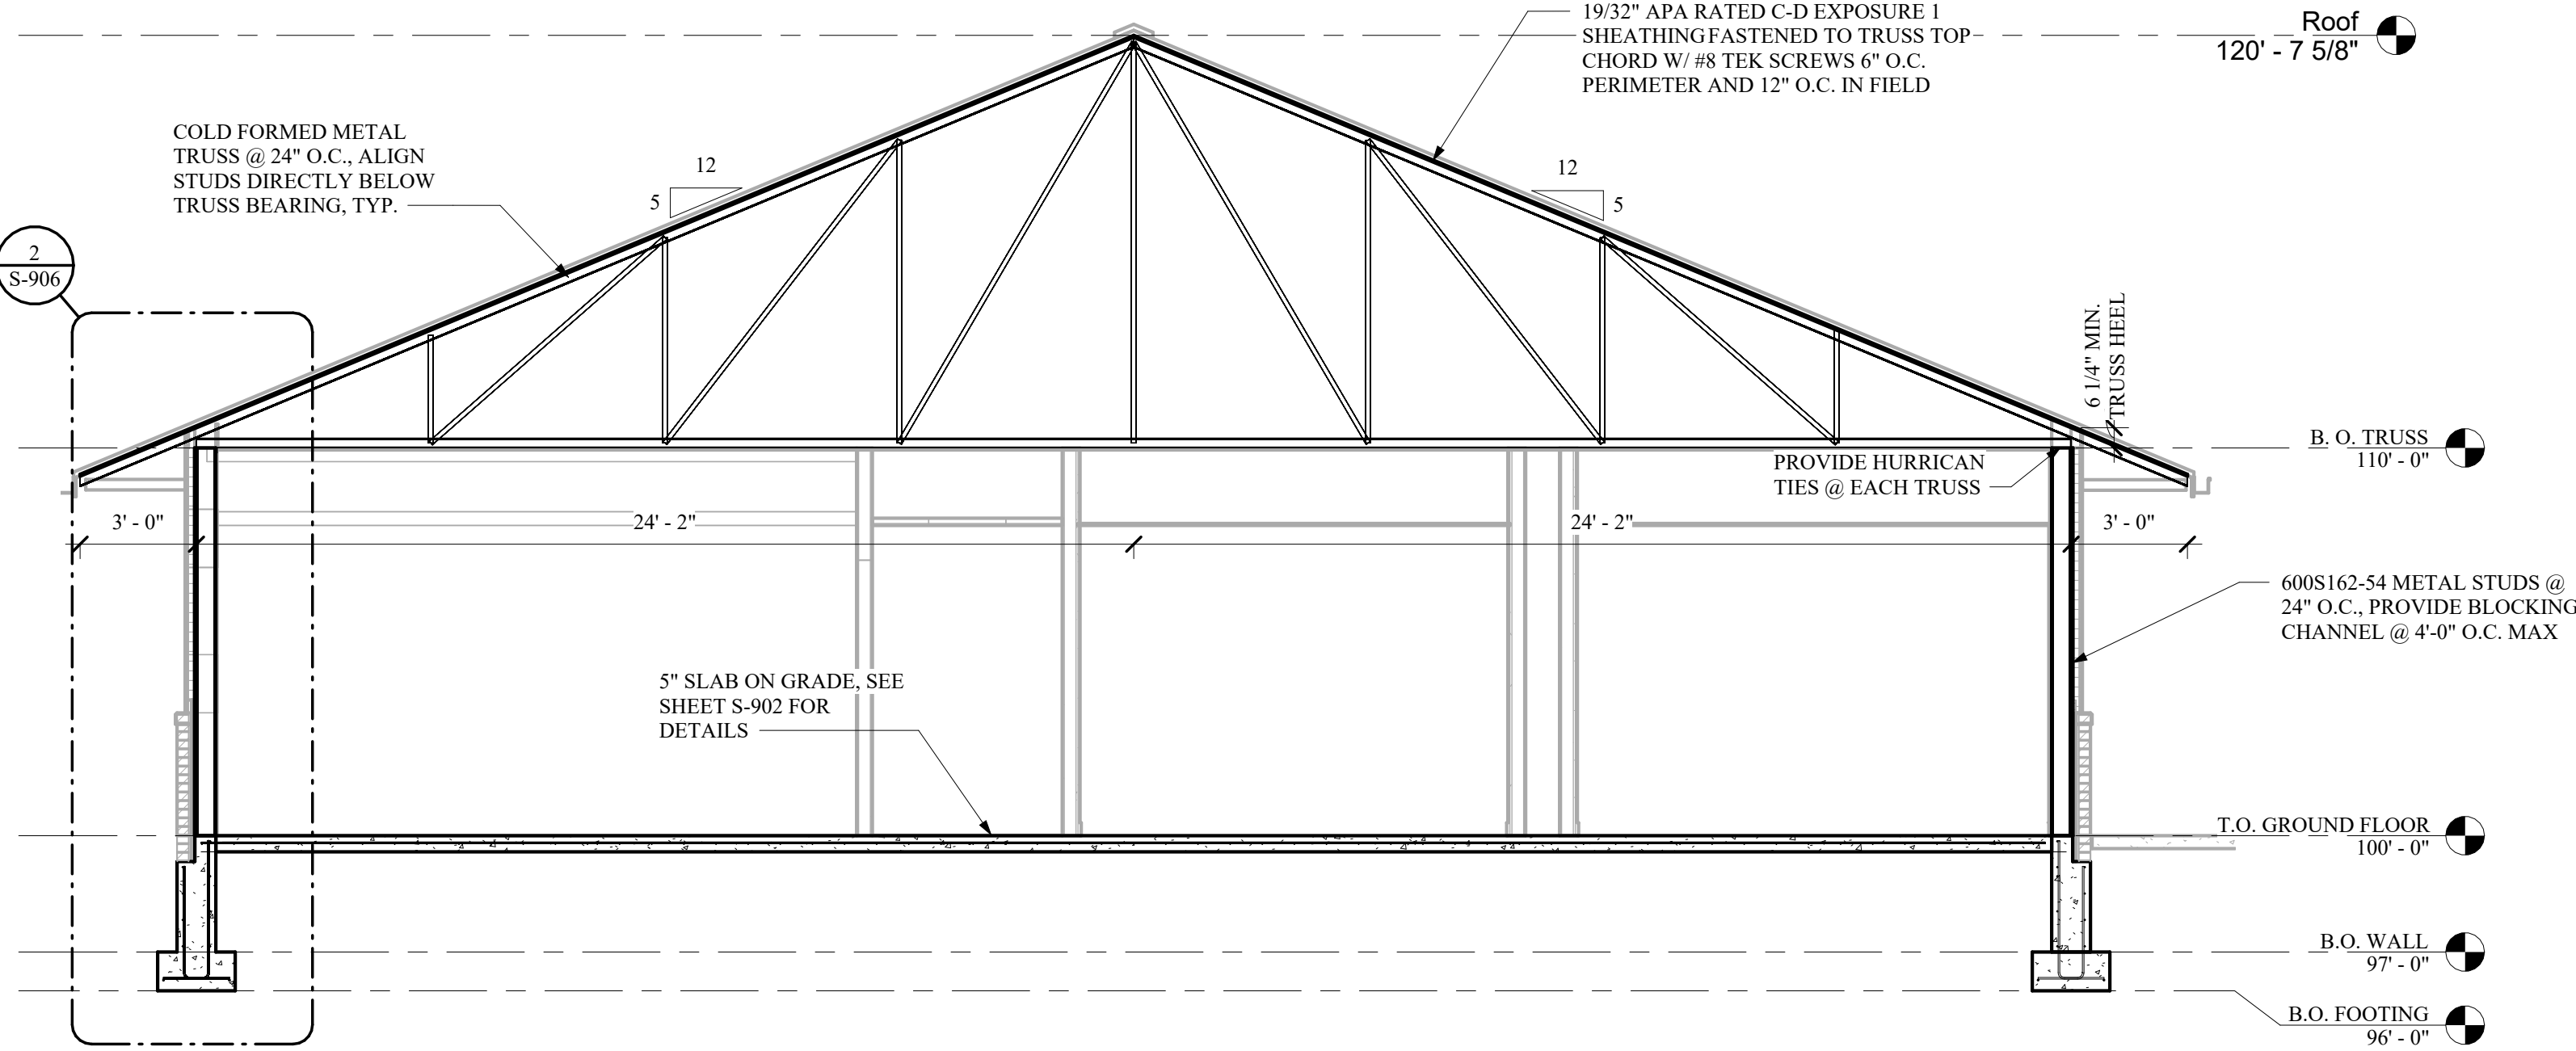 19/32" APA RATED C-D EXPOSURE 1
SHEATHING FASTENED TO TRUSS TOP
CHORD W/ #8 TEK SCREWS 6" O.C.
PERIMETER AND 12" O.C. IN FIELD
Roof
120' - 7 5/8"
COLD FORMED METAL
TRUSS @ 24" O.C., ALIGN
STUDS DIRECTLY BELOW
TRUSS BEARING, TYP.
12
5
12
5
2
S-906
6 1/4" MIN.
TRUSS HEEL
B. O. TRUSS
110' - 0"
PROVIDE HURRICAN
TIES @ EACH TRUSS
3' - 0"
24' - 2"
24' - 2"
3' - 0"
600S162-54 METAL STUDS @
24" O.C., PROVIDE BLOCKING
CHANNEL @ 4'-0" O.C. MAX
5" SLAB ON GRADE, SEE
SHEET S-902 FOR
DETAILS
T.O. GROUND FLOOR
100' - 0"
B.O. WALL
97' - 0"
B.O. FOOTING
96' - 0"